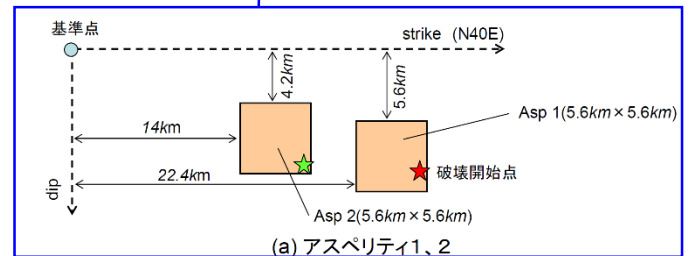 基準点
strike (N40E)
4.2km
5.6km
Asp 1(5.6km×5.6km)
14km
22.4km
破壊開始点
dip
Asp 2(5.6km×5.6km)
(a) アスペリティ1、2